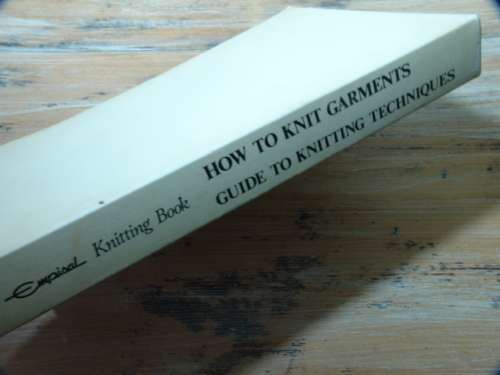 Empisal Knitting Book
HOW TO KNIT GARMENTS
GUIDE TO KNITTING TECHNIQUES